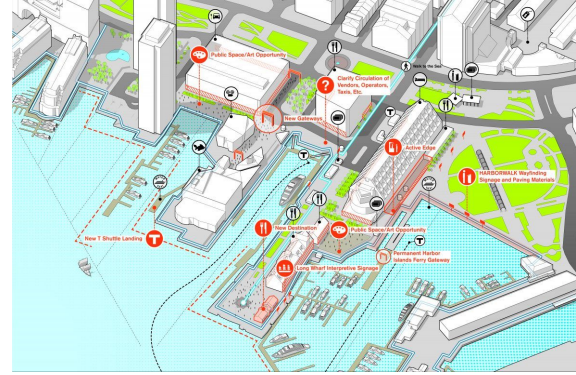 Public Space/Art Opportunity
Walk to the Sea
Clarify Circulation of
Vendors, Operators,
Taxis, Etc.
New Gateways
Active Edge
HARBORWALK Wayfinding
Signage and Paving Materials
New T Shuttle Landing
New Destination
Public Space/Art Opportunity
Long Wharf Interpretive Signage
Permanent Harbor
Islands Ferry Gateway
T
T
T
T
?